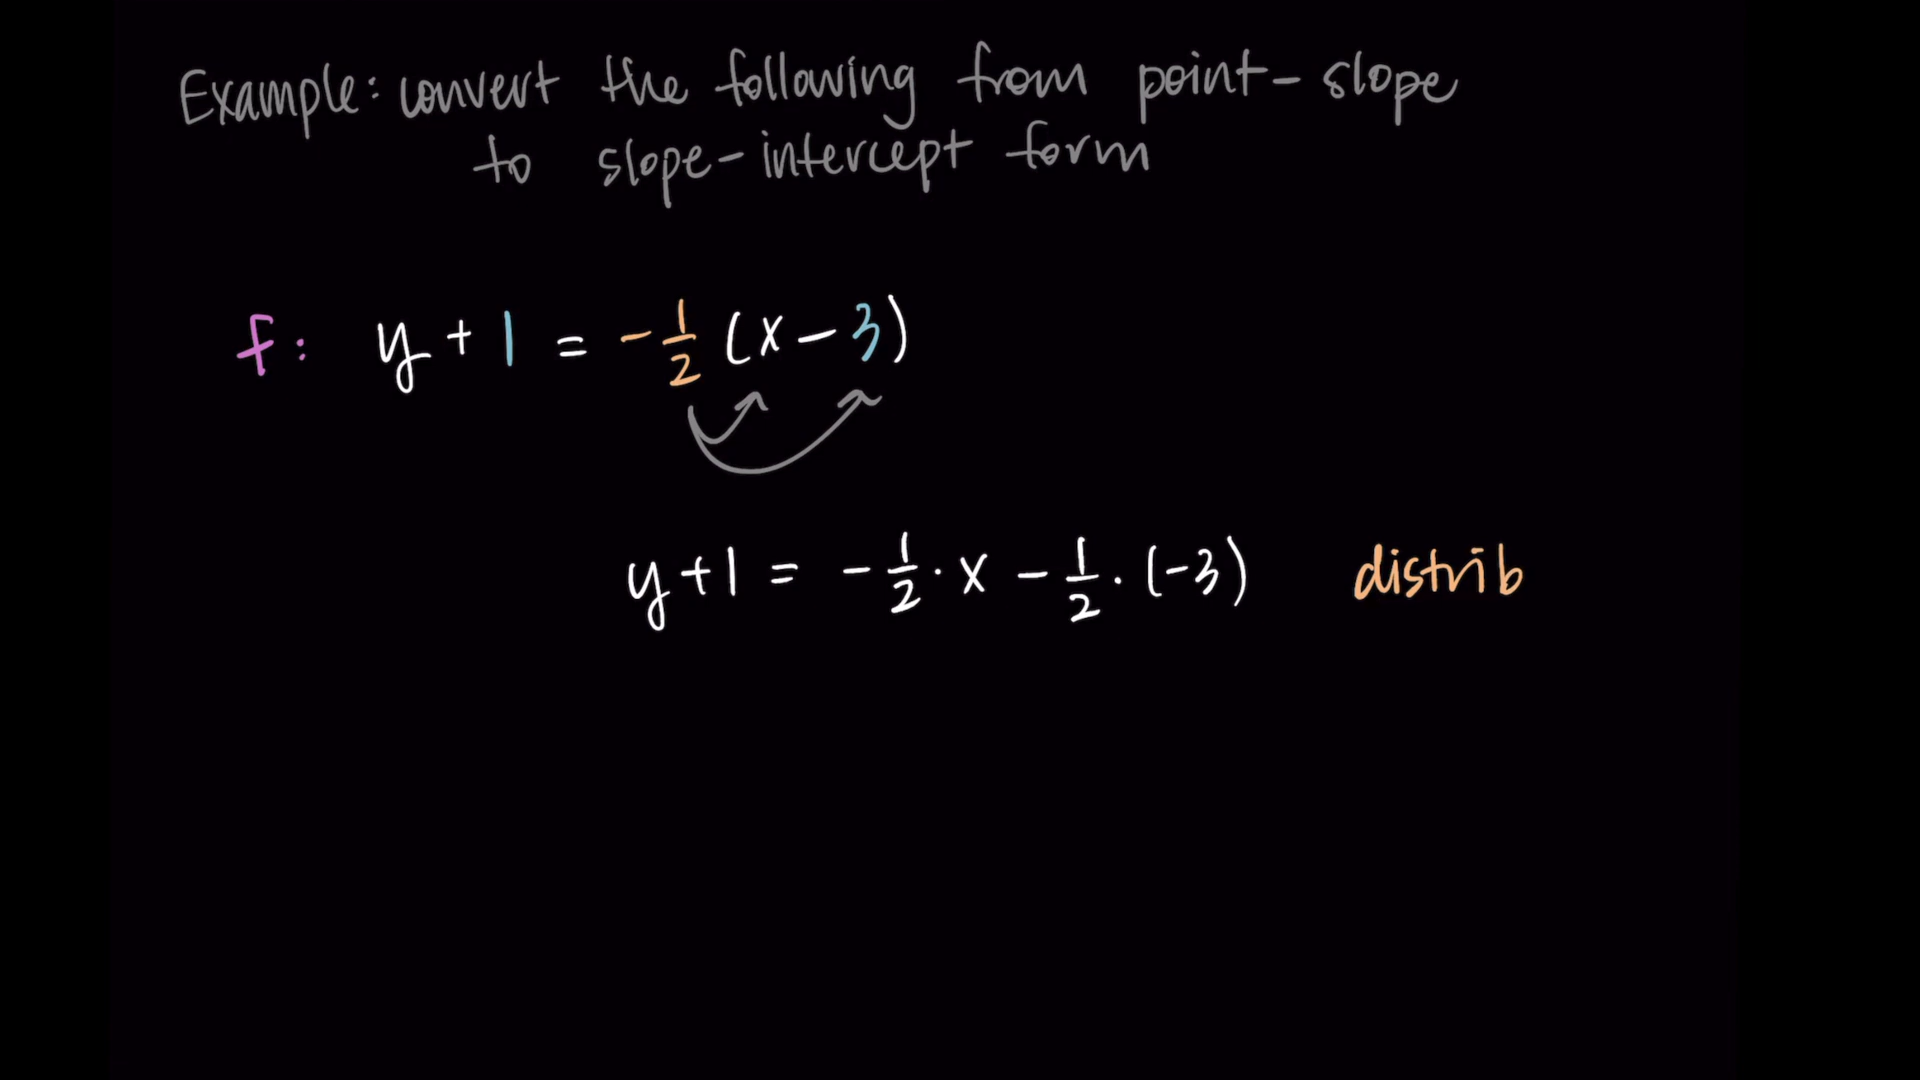 Example: convert the following from point-slope
to slope-intercept form
f: y + 1 = -1/2 (x - 3)
y + 1 = -1/2 · x - 1/2 · (-3) distrib